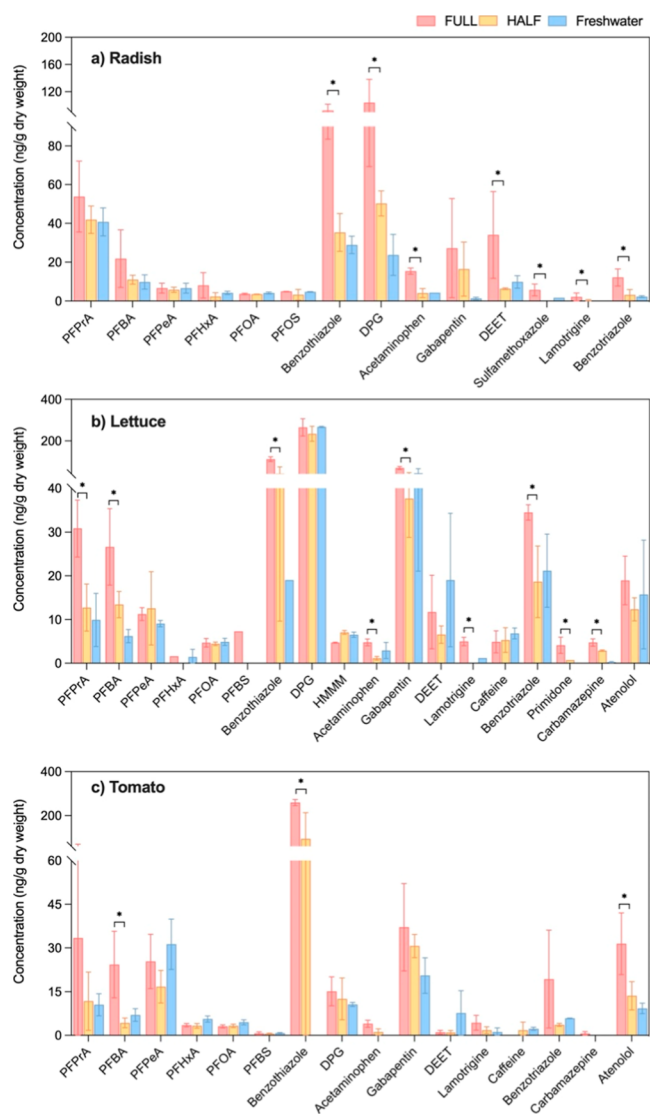 FULL HALF Freshwater
a) Radish
Concentration (ng/g dry weight)
200
160
120
80
60
40
20
0
* * * * * * *
PFPrA PFBA PFPeA PFHxA PFOA PFOS Benzothiazole DPG Acetaminophen Gabapentin DEET Sulfamethoxazole Lamotrigine Benzotriazole
b) Lettuce
Concentration (ng/g dry weight)
400
200
40
30
20
10
0
* * * * * * * * *
PFPrA PFBA PFPeA PFHxA PFOA PFBS Benzothiazole DPG HMMM Acetaminophen Gabapentin DEET Lamotrigine Caffeine Benzotriazole Primidone Carbamazepine Atenolol
c) Tomato
Concentration (ng/g dry weight)
400
200
60
45
30
15
0
* * *
PFPrA PFBA PFPeA PFHxA PFOA PFBS Benzothiazole DPG Acetaminophen Gabapentin DEET Lamotrigine Caffeine Benzotriazole Carbamazepine Atenolol